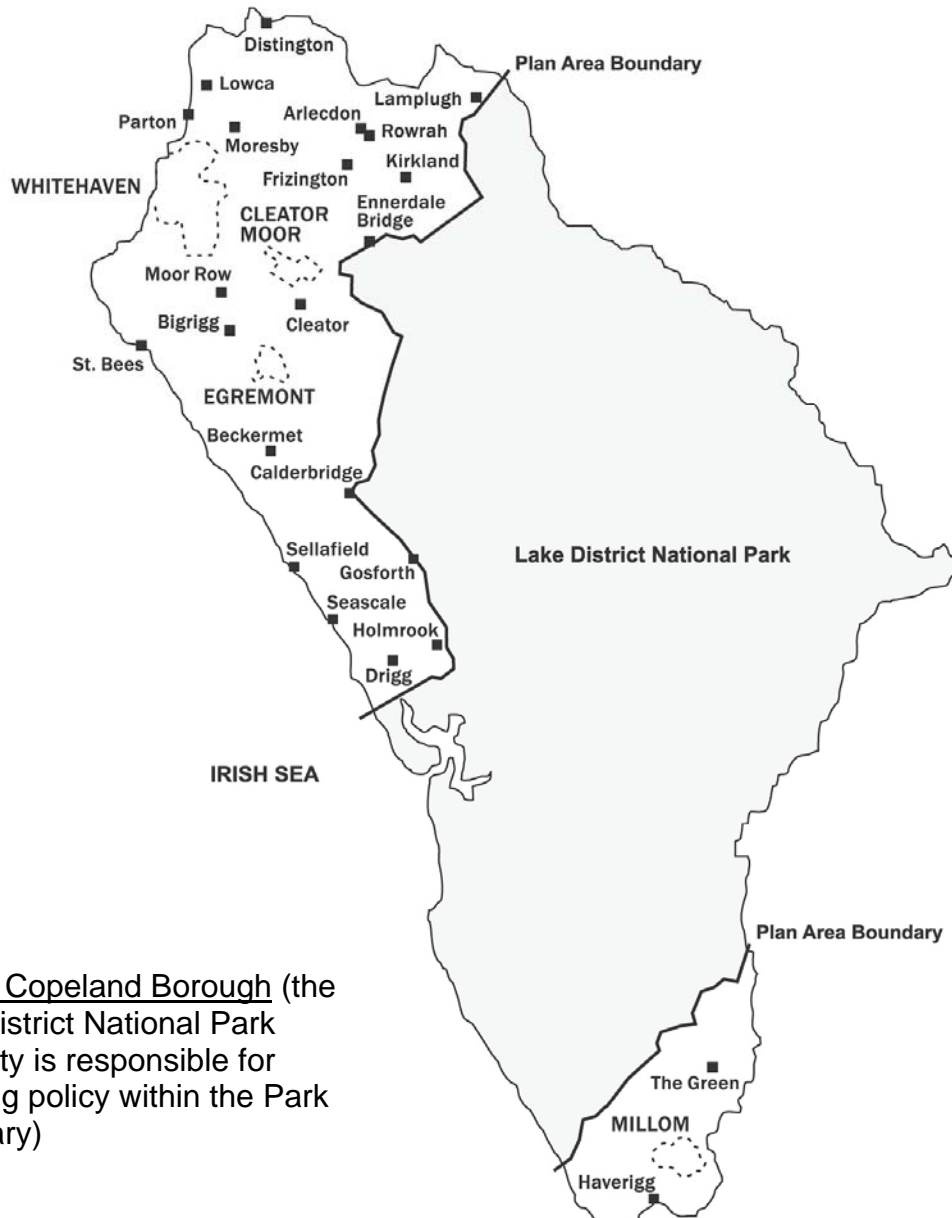 Distington
Plan Area Boundary
Lowca
Lamplugh
Parton
Arlecdon
Moresby
Rowrah
Kirkland
WHITEHAVEN
Frizington
CLEATOR
MOOR
Ennerdale
Bridge
Moor Row
Bigrigg
Cleator
St. Bees
EGREMONT
Beckermet
Calderbridge
Sellafield
Gosforth
Lake District National Park
Seascale
Holmrook
Drigg
IRISH SEA
Plan Area Boundary
Copeland Borough (the
istrict National Park
ty is responsible for
g policy within the Park
ary)
The Green
MILLOM
Haverigg